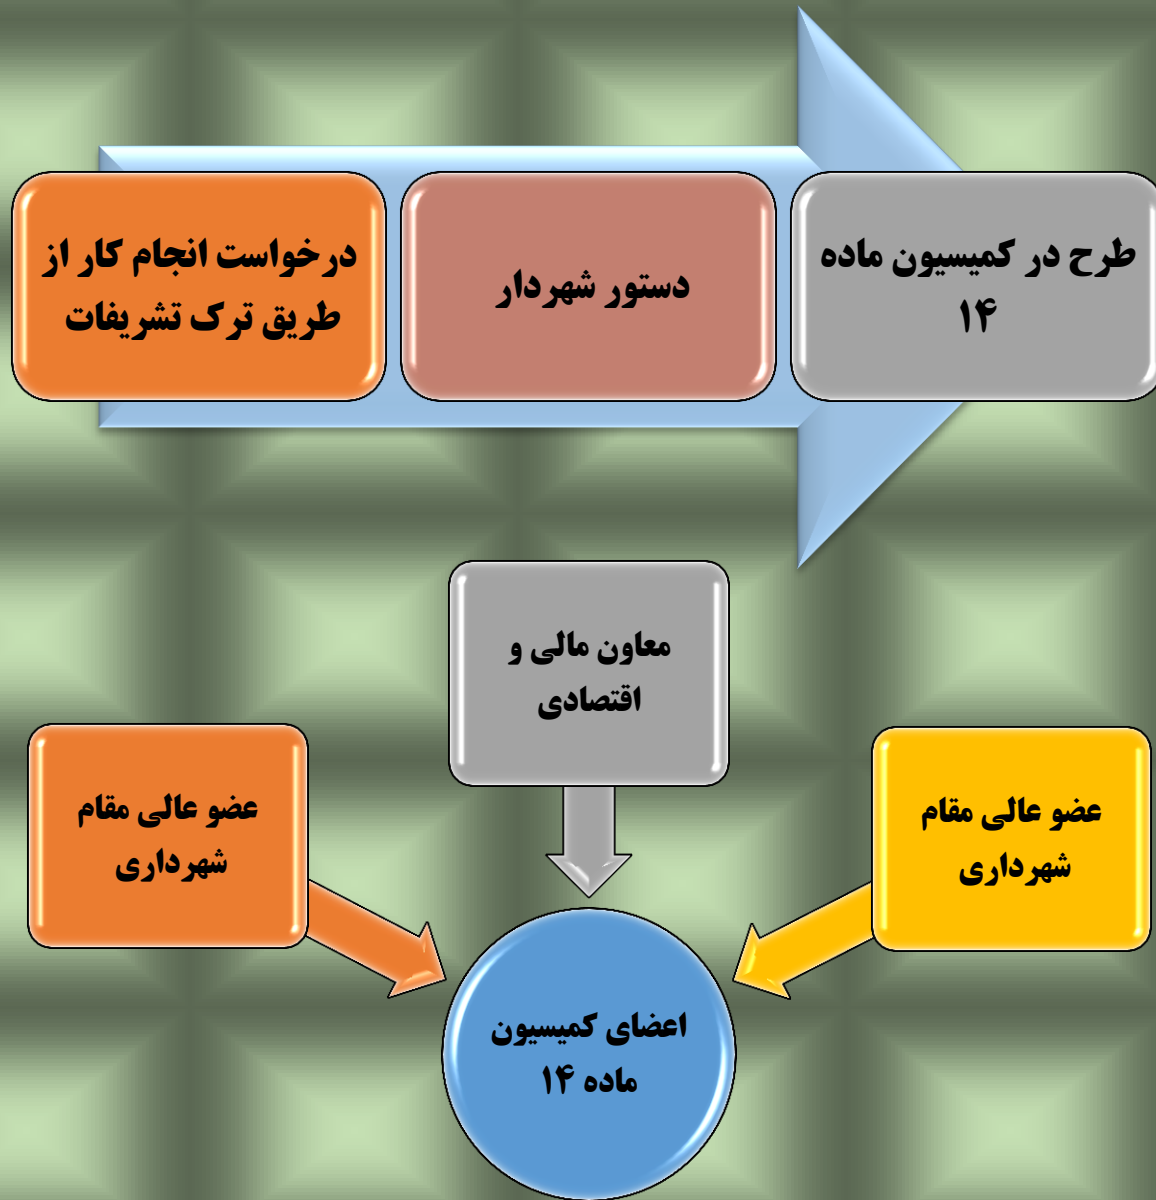 درخواست انجام کار از
طریق ترک تشریفات
دستور شهردار
طرح در کمیسیون ماده
۱۴
معاون مالی و
اقتصادی
عضو عالی مقام
شهرداری
عضو عالی مقام
شهرداری
اعضای کمیسیون
ماده ۱۴